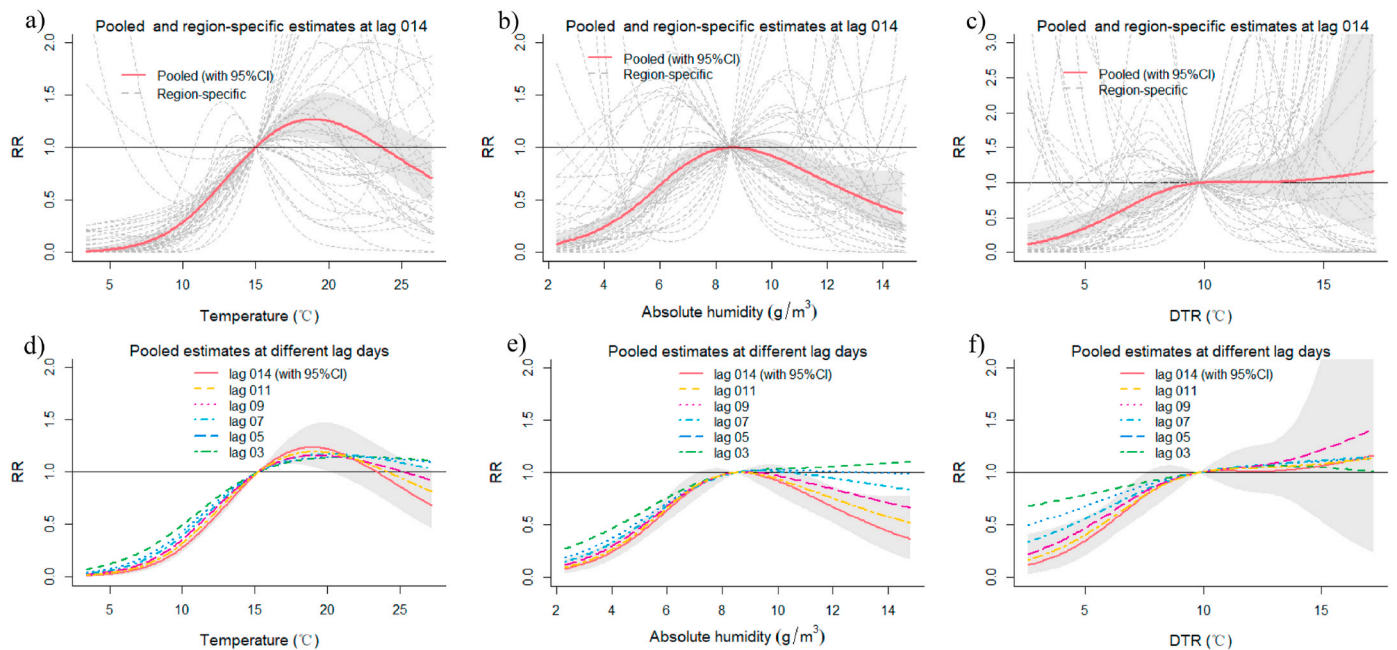 a)
Pooled and region-specific estimates at lag 014
RR
2.0
1.5
1.0
0.5
0.0
Pooled (with 95%CI)
Region-specific
5 10 15 20 25
Temperature (℃)
b)
Pooled and region-specific estimates at lag 014
RR
2.0
1.5
1.0
0.5
0.0
Pooled (with 95%CI)
Region-specific
2 4 6 8 10 12 14
Absolute humidity (g/m³)
c)
Pooled and region-specific estimates at lag 014
RR
3.0
2.5
2.0
1.5
1.0
0.5
0.0
Pooled (with 95%CI)
Region-specific
5 10 15
DTR (℃)
d)
Pooled estimates at different lag days
RR
2.0
1.5
1.0
0.5
0.0
lag 014 (with 95%CI)
lag 011
lag 09
lag 07
lag 05
lag 03
5 10 15 20 25
Temperature (℃)
e)
Pooled estimates at different lag days
RR
2.0
1.5
1.0
0.5
0.0
lag 014 (with 95%CI)
lag 011
lag 09
lag 07
lag 05
lag 03
2 4 6 8 10 12 14
Absolute humidity (g/m³)
f)
Pooled estimates at different lag days
RR
2.0
1.5
1.0
0.5
0.0
lag 014 (with 95%CI)
lag 011
lag 09
lag 07
lag 05
lag 03
5 10 15
DTR (℃)